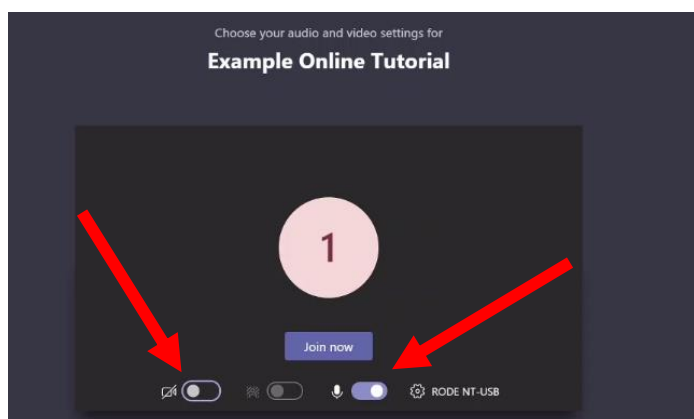 Choose your audio and video settings for
Example Online Tutorial
1
Join now
RODE NT-USB